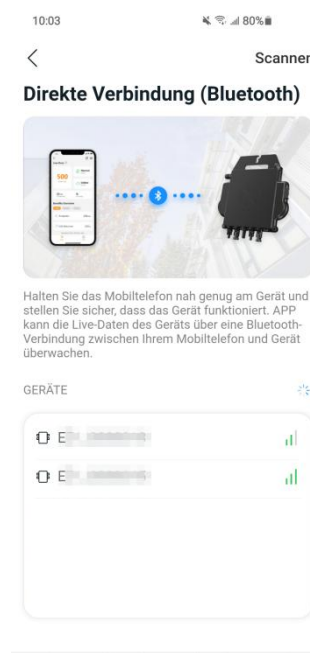 10:03 80%
Scanner
Direkte Verbindung (Bluetooth)
500
Halten Sie das Mobiltelefon nah genug am Gerät und
stellen Sie sicher, dass das Gerät funktioniert. APP
kann die Live-Daten des Geräts über eine Bluetooth-
Verbindung zwischen Ihrem Mobiltelefon und Gerät
überwachen.
GERÄTE
E
E